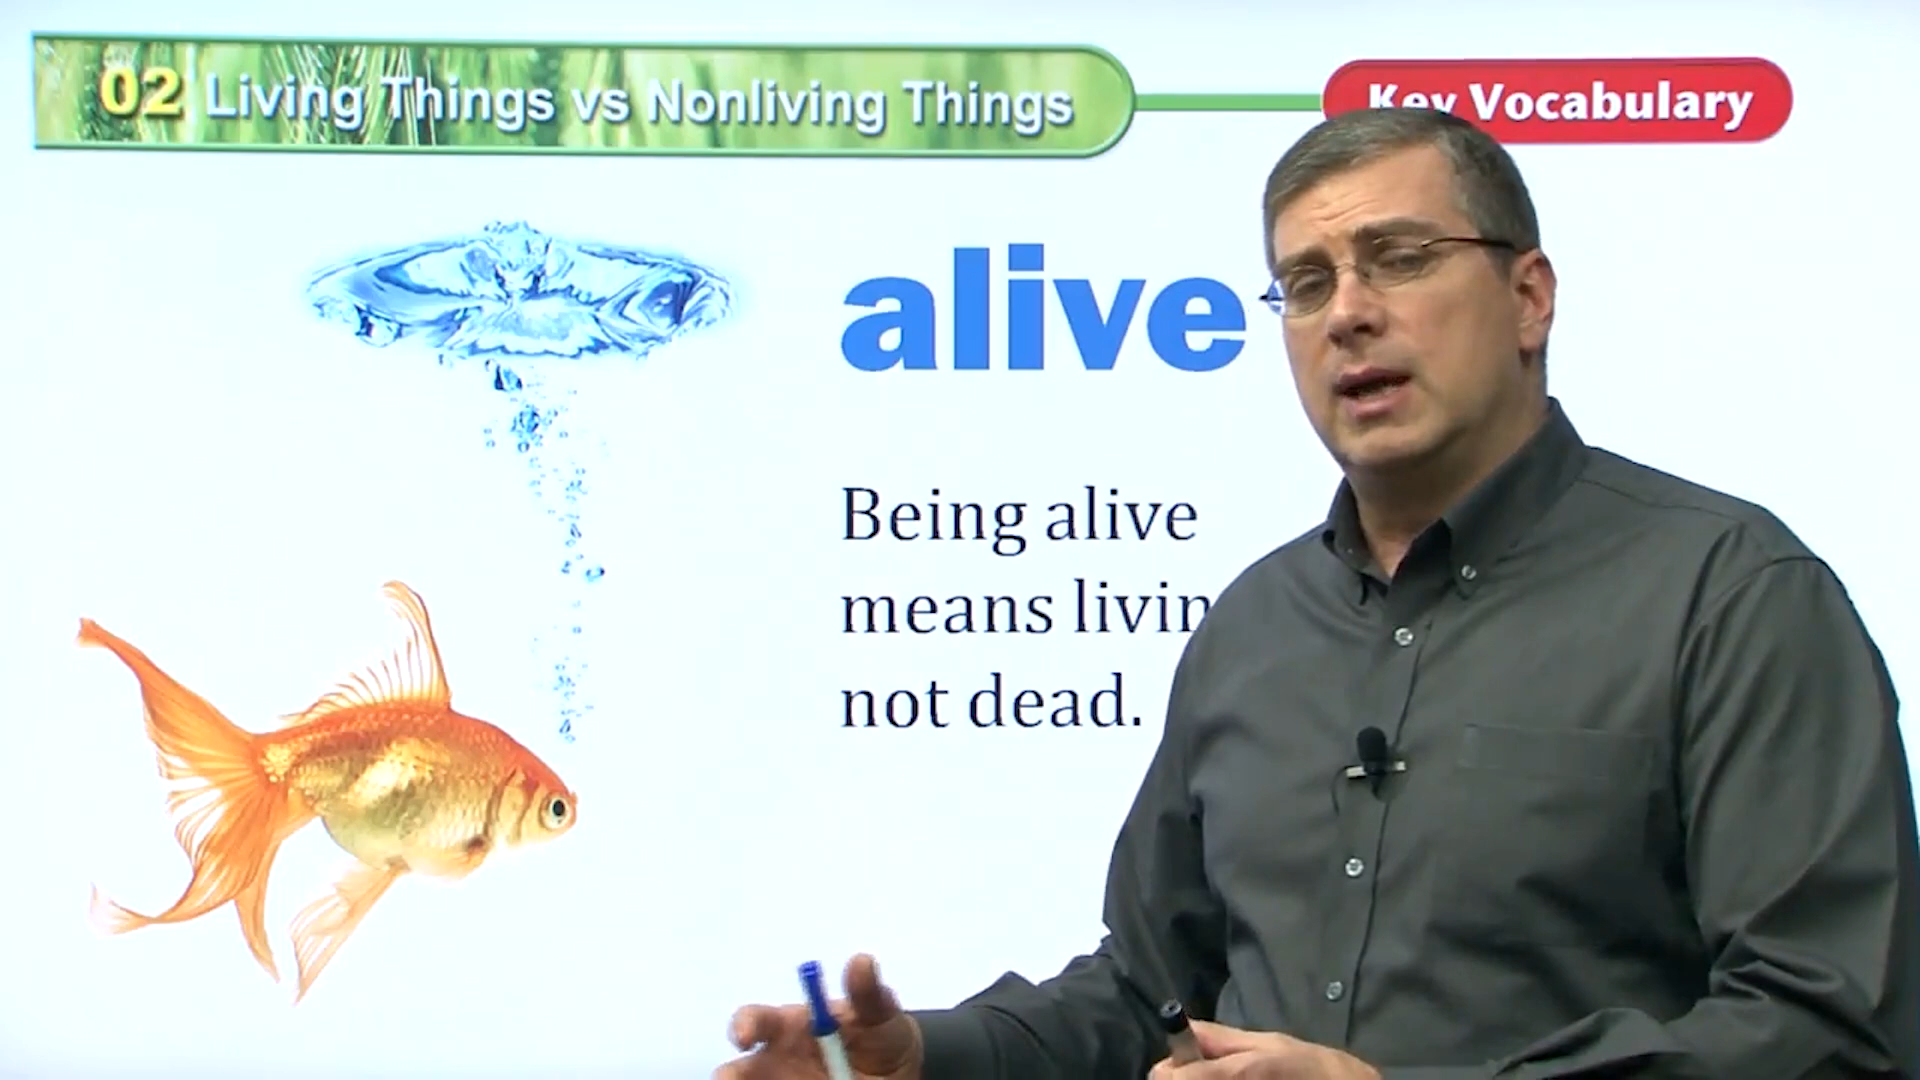 02 Living Things vs Nonliving Things
Key Vocabulary
alive
Being alive
means livin
not dead.